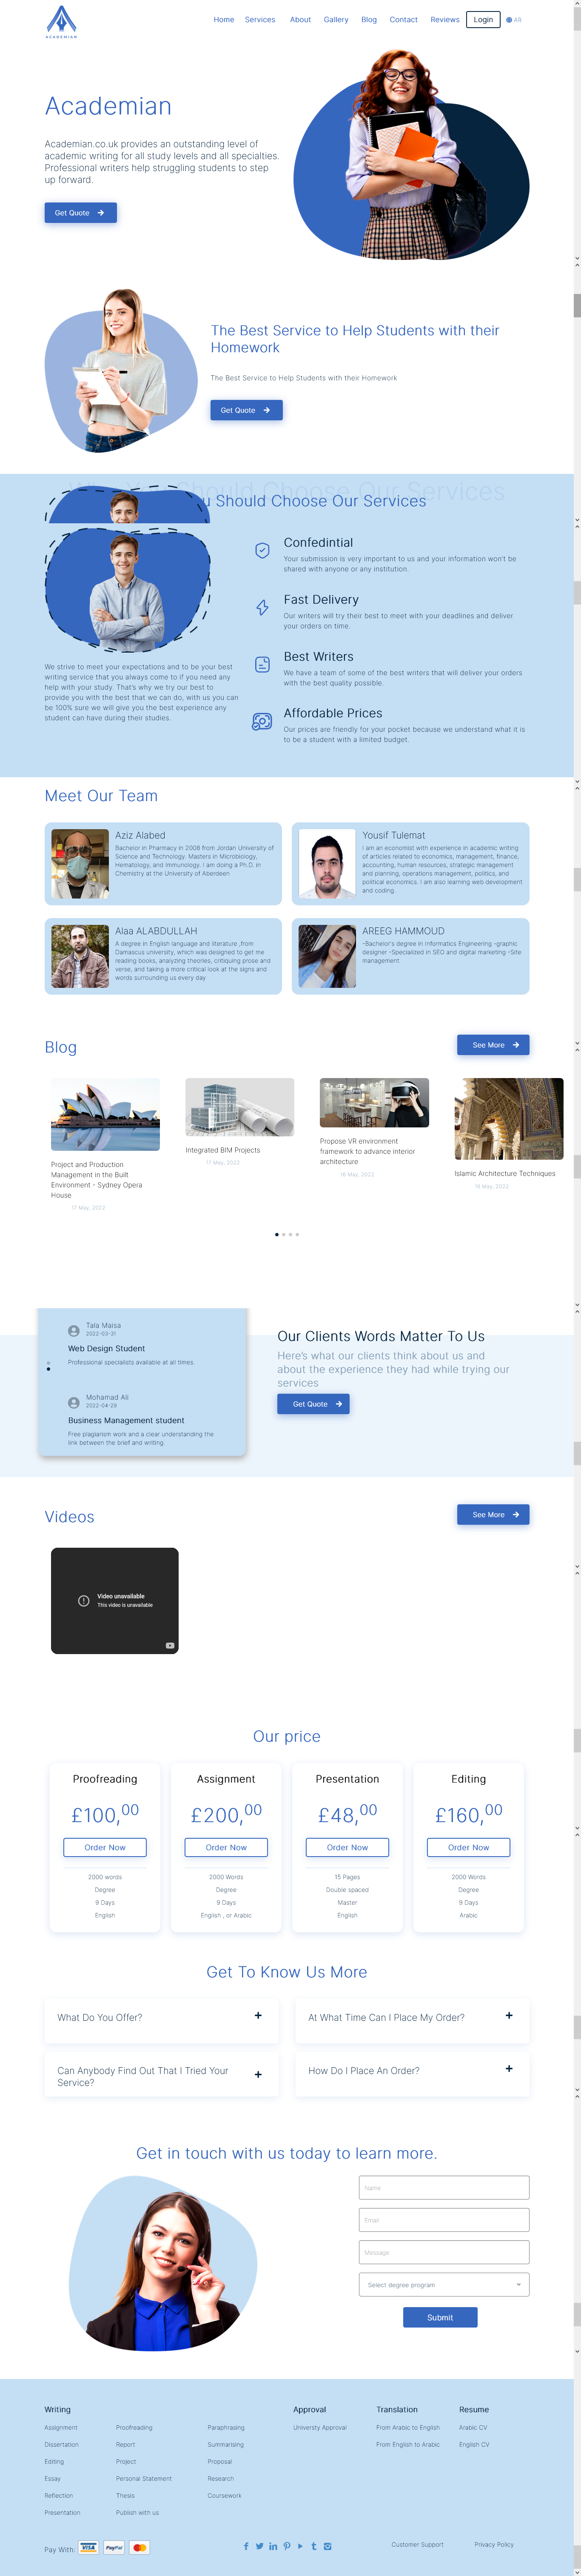 ACADEMIAN
Home Services About Gallery Blog Contact Reviews Login AR
Academian
Academian.co.uk provides an outstanding level of
academic writing for all study levels and all specialties.
Professional writers help struggling students to step
up forward.
Get Quote
The Best Service to Help Students with their
Homework
The Best Service to Help Students with their Homework
Get Quote
Should Choose Our Services
u Should Choose Our Services
Confedintial
Your submission is very important to us and your information won't be
shared with anyone or any institution.
Fast Delivery
Our writers will try their best to meet with your deadlines and deliver
your orders on time.
Best Writers
We have a team of some of the best writers that will deliver your orders
with the best quality possible.
Affordable Prices
Our prices are friendly for your pocket because we understand what it is
to be a student with a limited budget.
We strive to meet your expectations and to be your best
writing service that you always come to if you need any
help with your study. That's why we try our best to
provide you with the best that we can do, with us you can
be 100% sure we will give you the best experience any
student can have during their studies.
Meet Our Team
Aziz Alabed
Bachelor in Pharmacy in 2008 from Jordan University of
Science and Technology. Masters in Microbiology,
Hematology, and Immunology. I am doing a Ph.D. in
Chemistry at the University of Aberdeen
Yousif Tulemat
I am an economist with experience in academic writing
of articles related to economics, management, finance,
accounting, human resources, strategic management
and planning, operations management, politics, and
political economics. I am also learning web development
and coding.
Alaa ALABDULLAH
A degree in English language and literature ,from
Damascus university, which was designed to get me
reading books, analyzing theories, critiquing prose and
verse, and taking a more critical look at the signs and
words surrounding us every day
AREEG HAMMOUD
-Bachelor's degree in Informatics Engineering -graphic
designer -Specialized in SEO and digital marketing -Site
management
Blog
See More
Project and Production
Management in the Built
Environment - Sydney Opera
House
17 May, 2022
Integrated BIM Projects
17 May, 2022
Propose VR environment
framework to advance interior
architecture
16 May, 2022
Islamic Architecture Techniques
16 May, 2022
Tala Maisa
2022-03-31
Web Design Student
Professional specialists available at all times.
Mohamad Ali
2022-04-29
Business Management student
Free plagiarism work and a clear understanding of the
link between the brief and writing.
Our Clients Words Matter To Us
Here's what our clients think about us and
about the experience they had while trying our
services
Get Quote
Videos
See More
Video unavailable
This video is unavailable
Our price
Proofreading
£100,00
Order Now
2000 words
Degree
9 Days
English
Assignment
£200,00
Order Now
2000 Words
Degree
9 Days
English , or Arabic
Presentation
£48,00
Order Now
15 Pages
Double spaced
Master
English
Editing
£160,00
Order Now
2000 Words
Degree
9 Days
Arabic
Get To Know Us More
What Do You Offer?
At What Time Can I Place My Order?
Can Anybody Find Out That I Tried Your
Service?
How Do I Place An Order?
Get in touch with us today to learn more.
Name
Email
Message
Select degree program
Submit
Writing Approval Translation Resume
Assignment Proofreading Paraphrasing Universty Approval From Arabic to English Arabic CV
Dissertation Report Summarising From English to Arabic English CV
Editing Project Proposal
Essay Personal Statement Research
Reflection Thesis Coursework
Presentation Publish with us
Pay With: VISA PayPal MasterCard
Customer Support Privacy Policy